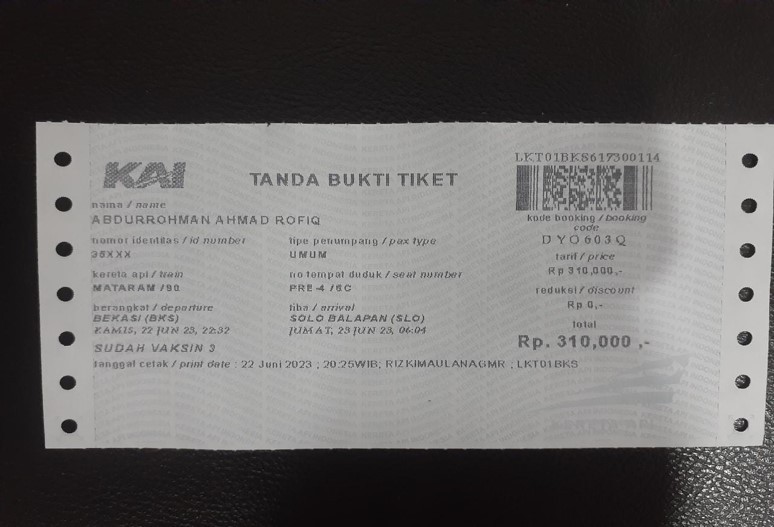 LKT01BKS617300114
KAI
TANDA BUKTI TIKET
nama / name
ABDURROHMAN AHMAD ROFIQ
kode booking / booking code
DYO603Q
nomor identitas / id number
tipe penumpang / pax type
36XXX
UMUM
tarif / price
Rp 310,000,-
kereta api / train
no tempat duduk / seat number
MATARAM /90
PRE-4 /6C
reduksi / discount
Rp 0,-
berangkat / departure
tiba / arrival
BEKASI (BKS)
SOLO BALAPAN (SLO)
KAMIS, 22 JUN 23, 22:32
JUMAT, 23 JUN 23, 06:04
total
Rp. 310,000 ,-
SUDAH VAKSIN 3
tanggal cetak / print date : 22 Juni 2023 ; 20:25WIB; RIZKIMAULANAGMR ; LKT01BKS